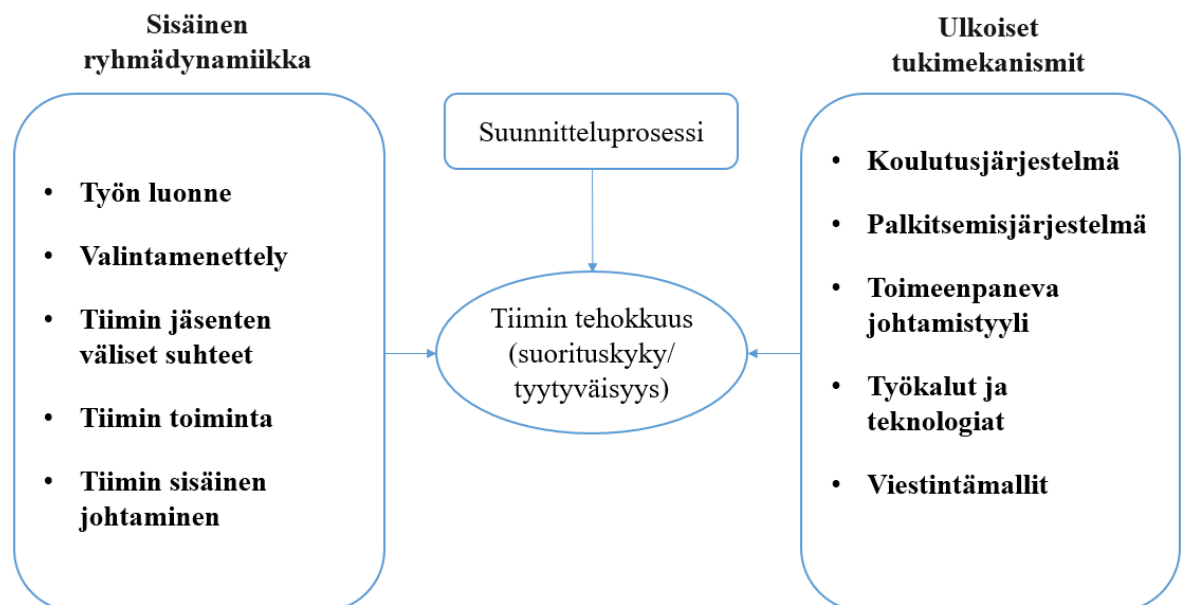 Sisäinen
ryhmädynamiikka
• Työn luonne
• Valintamenettely
• Tiimin jäsenten
väliset suhteet
• Tiimin toiminta
• Tiimin sisäinen
johtaminen
Suunnitteluprosessi
Tiimin tehokkuus
(suorituskyky/
tyytyväisyys)
Ulkoiset
tukimekanismit
• Koulutusjärjestelmä
• Palkitsemisjärjestelmä
• Toimeenpaneva
johtamistyyli
• Työkalut ja
teknologiat
• Viestintämallit